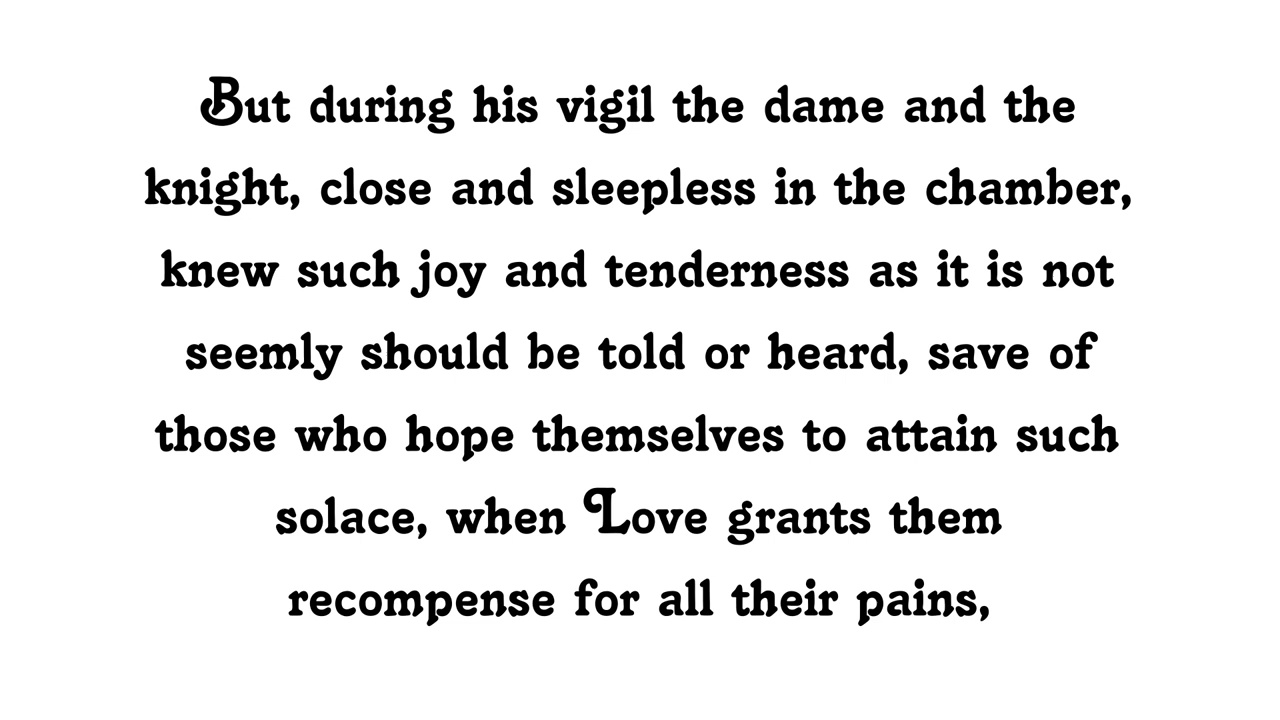 But during his vigil the dame and the
knight, close and sleepless in the chamber,
knew such joy and tenderness as it is not
seemly should be told or heard, save of
those who hope themselves to attain such
solace, when Love grants them
recompense for all their pains,